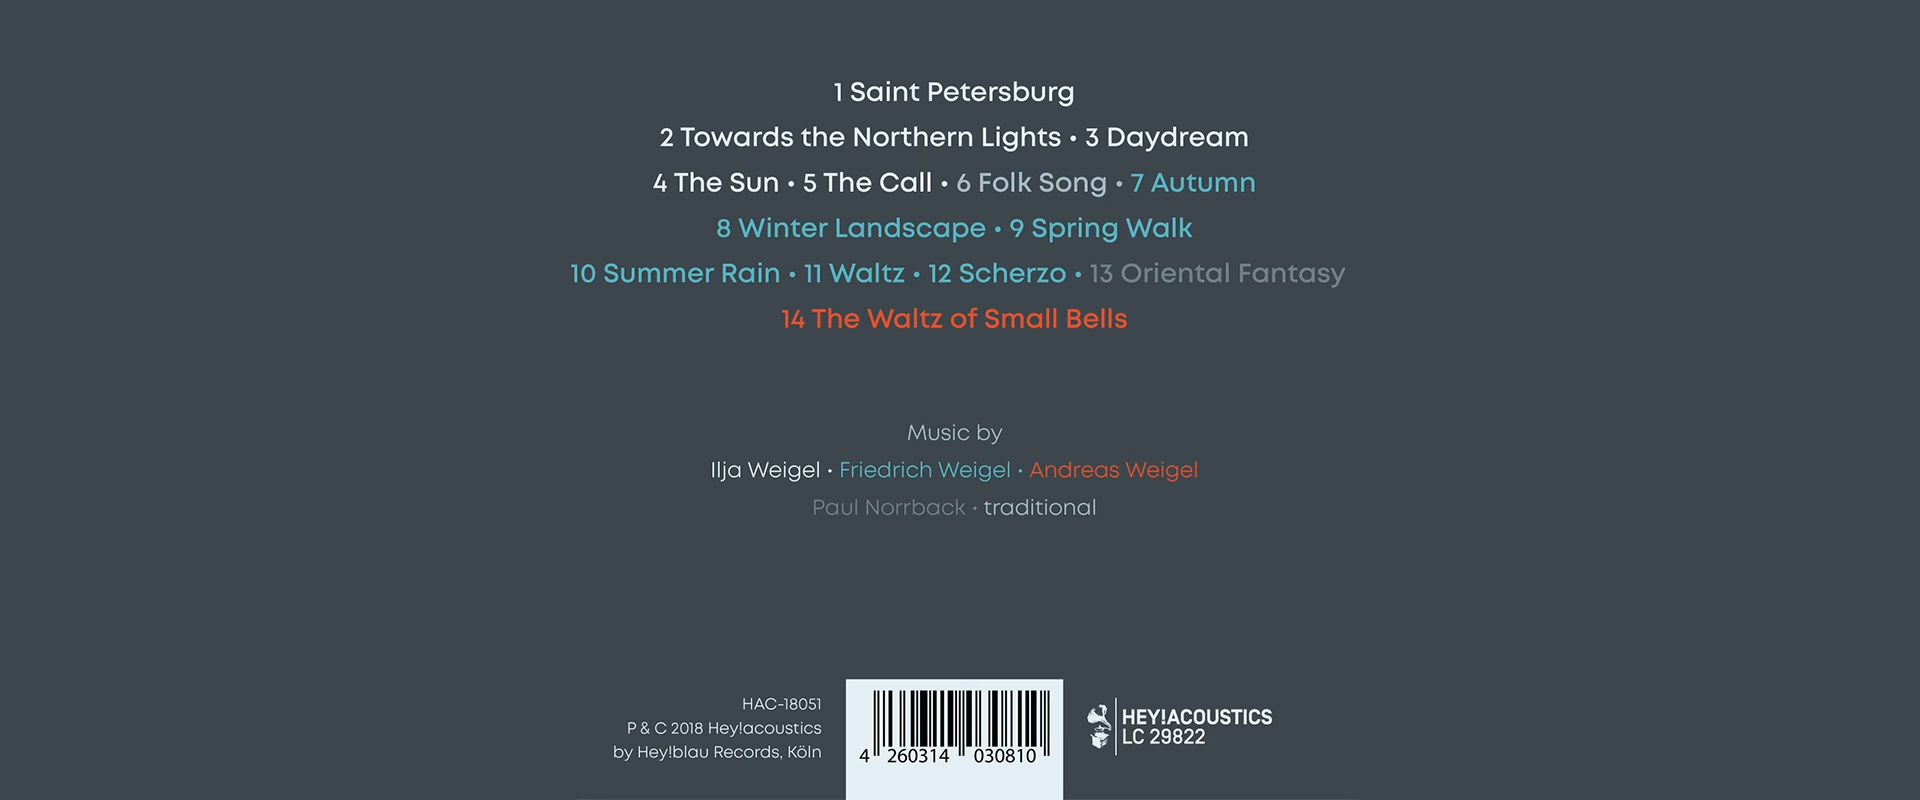 1 Saint Petersburg
2 Towards the Northern Lights • 3 Daydream
4 The Sun • 5 The Call • 6 Folk Song • 7 Autumn
8 Winter Landscape • 9 Spring Walk
10 Summer Rain • 11 Waltz • 12 Scherzo • 13 Oriental Fantasy
14 The Waltz of Small Bells
Music by
Ilja Weigel • Friedrich Weigel • Andreas Weigel
Paul Norrback • traditional
HAC-18051
P & C 2018 Hey!acoustics
by Hey!blau Records, Köln
4 260314 030810
HEY!ACOUSTICS
LC 29822